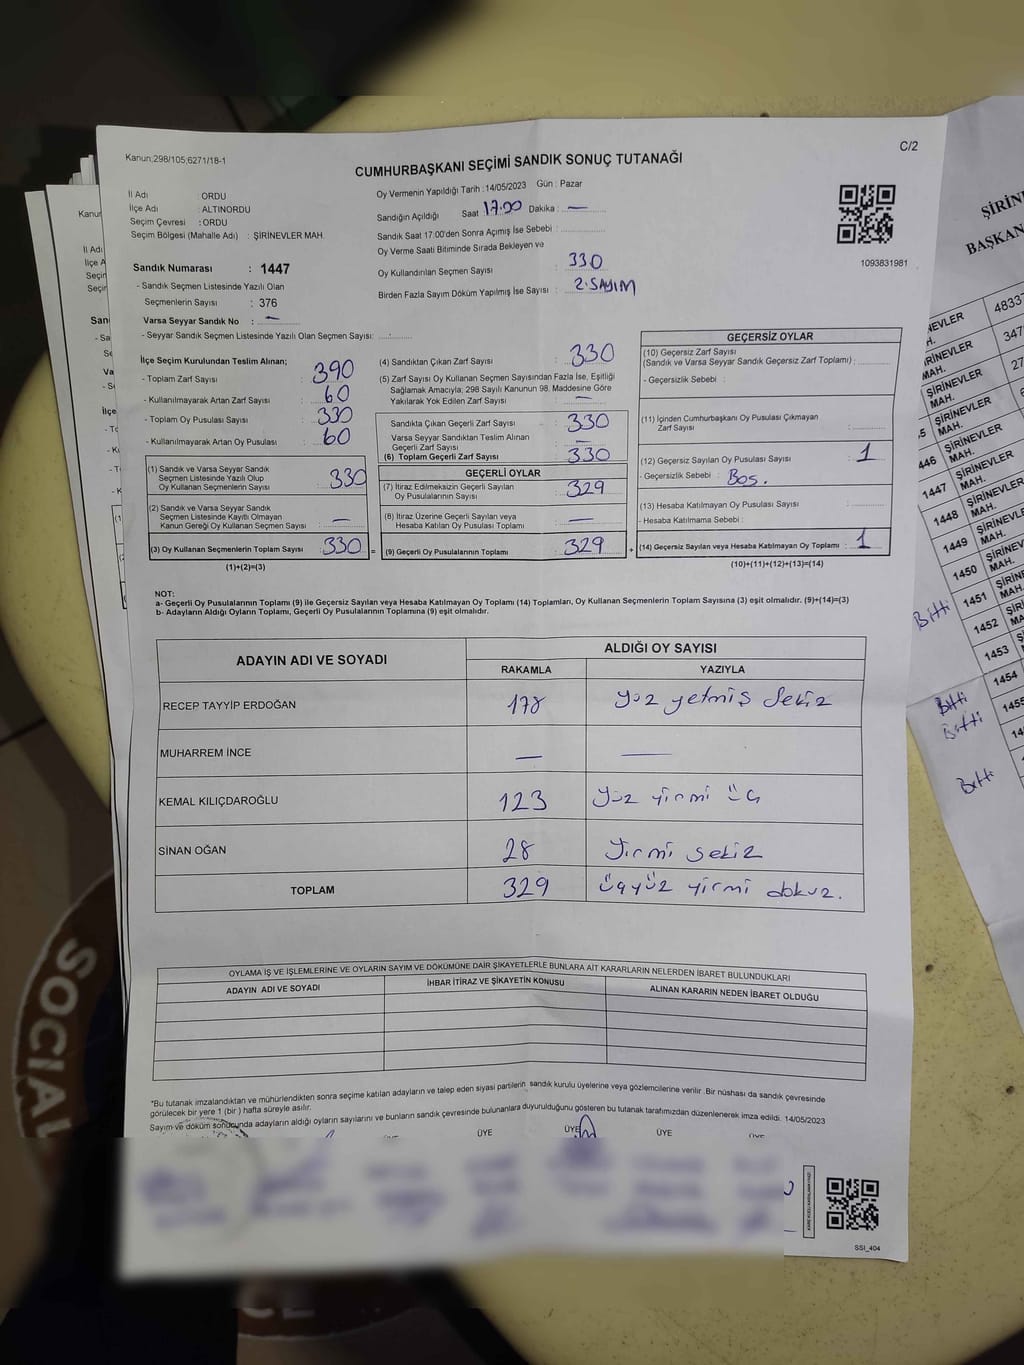 Kanun;298/105;6271/18-1
C/2
CUMHURBAŞKANI SEÇİMİ SANDIK SONUÇ TUTANAĞI
İl Adı : ORDU
İlçe Adı : ALTINORDU
Seçim Çevresi : ORDU
Seçim Bölgesi (Mahalle Adı) : ŞİRİNEVLER MAH.
Sandık Numarası : 1447
- Sandık Seçmen Listesinde Yazılı Olan
Seçmenlerin Sayısı : 376
Varsa Seyyar Sandık No : —
- Seyyar Sandık Seçmen Listesinde Yazılı Olan Seçmen Sayısı:
Oy Vermenin Yapıldığı Tarih :14/05/2023 Gün : Pazar
Sandığın Açıldığı Saat 17.00 Dakika : —
Sandık Saat 17:00'den Sonra Açımış İse Sebebi :
Oy Verme Saati Bitiminde Sırada Bekleyen ve
Oy Kullandırılan Seçmen Sayısı : 330
Birden Fazla Sayım Döküm Yapılmış İse Sayısı : 2. SAYIM
1093831981
İlçe Seçim Kurulundan Teslim Alınan;
- Toplam Zarf Sayısı : 390
- Kullanılmayarak Artan Zarf Sayısı : 60
- Toplam Oy Pusulası Sayısı : 330
- Kullanılmayarak Artan Oy Pusulası : 60
(1) Sandık ve Varsa Seyyar Sandık
Seçmen Listesinde Yazılı Olup
Oy Kullanan Seçmenlerin Sayısı : 330
(2) Sandık ve Varsa Seyyar Sandık
Seçmen Listesinde Kayıtlı Olmayan
Kanun Gereği Oy Kullanan Seçmen Sayısı : —
(3) Oy Kullanan Seçmenlerin Toplam Sayısı : 330 =
(1)+(2)=(3)
(4) Sandıktan Çıkan Zarf Sayısı : 330
(5) Zarf Sayısı Oy Kullanan Seçmen Sayısından Fazla İse, Eşitliği
Sağlamak Amacıyla; 298 Sayılı Kanunun 98. Maddesine Göre
Yakılarak Yok Edilen Zarf Sayısı : —
Sandıkta Çıkan Geçerli Zarf Sayısı : 330
Varsa Seyyar Sandıktan Teslim Alınan
Geçerli Zarf Sayısı : —
(6) Toplam Geçerli Zarf Sayısı : 330
GEÇERLİ OYLAR
(7) İtiraz Edilmeksizin Geçerli Sayılan
Oy Pusulalarının Sayısı : 329
(8) İtiraz Üzerine Geçerli Sayılan veya
Hesaba Katılan Oy Pusulası Toplamı : —
(9) Geçerli Oy Pusulalarının Toplamı : 329 +
GEÇERSİZ OYLAR
(10) Geçersiz Zarf Sayısı
(Sandık ve Varsa Seyyar Sandık Geçersiz Zarf Toplamı) :
- Geçersizlik Sebebi :
(11) İçinden Cumhurbaşkanı Oy Pusulası Çıkmayan
Zarf Sayısı :
(12) Geçersiz Sayılan Oy Pusulası Sayısı : 1
- Geçersizlik Sebebi : Boş.
(13) Hesaba Katılmayan Oy Pusulası Sayısı :
- Hesaba Katılmama Sebebi :
(14) Geçersiz Sayılan veya Hesaba Katılmayan Oy Toplamı : 1
(10)+(11)+(12)+(13)=(14)
NOT:
a- Geçerli Oy Pusulalarının Toplamı (9) ile Geçersiz Sayılan veya Hesaba Katılmayan Oy Toplamı (14) Toplamları, Oy Kullanan Seçmenlerin Toplam Sayısına (3) eşit olmalıdır. (9)+(14)=(3)
b- Adayların Aldığı Oyların Toplamı, Geçerli Oy Pusulalarının Toplamına (9) eşit olmalıdır.
ADAYIN ADI VE SOYADI ALDIĞI OY SAYISI
RAKAMLA YAZIYLA
RECEP TAYYİP ERDOĞAN 178 yüz yetmiş sekiz
MUHARREM İNCE — —
KEMAL KILIÇDAROĞLU 123 yüz yirmi üç
SİNAN OĞAN 28 yirmi sekiz
TOPLAM 329 üçyüz yirmi dokuz.
OYLAMA İŞ VE İŞLEMLERİNE VE OYLARIN SAYIM VE DÖKÜMÜNE DAİR ŞİKAYETLERLE BUNLARA AİT KARARLARIN NELERDEN İBARET BULUNDUKLARI
ADAYIN ADI VE SOYADI İHBAR İTİRAZ VE ŞİKAYETİN KONUSU ALINAN KARARIN NEDEN İBARET OLDUĞU
*Bu tutanak imzalandıktan ve mühürlendikten sonra seçime katılan adayların ve talep eden siyasi partilerin sandık kurulu üyelerine veya gözlemcilerine verilir. Bir nüshası da sandık çevresinde
görülecek bir yere 1 (bir) hafta süreyle asılır.
Sayım ve döküm sonucunda adayların aldığı oyların sayılarını ve bunların sandık çevresinde bulunanlara duyurulduğunu gösteren bu tutanak tarafımızdan düzenlenerek imza edildi. 14/05/2023
ÜYE ÜYE ÜYE ÜYE ÜYE
SSI_404
ŞİRİN
BAŞKAN
4833
347
27
ŞİRİNEVLER MAH.
ŞİRİNEVLER MAH.
ŞİRİNEVLER MAH.
446 ŞİRİNEVLER MAH.
1447 ŞİRİNEVLER MAH.
1448
1449
1450
Bitti 1451
1452
1453
Bitti 1454
Bitti 1455
Bitti
SOCIAL